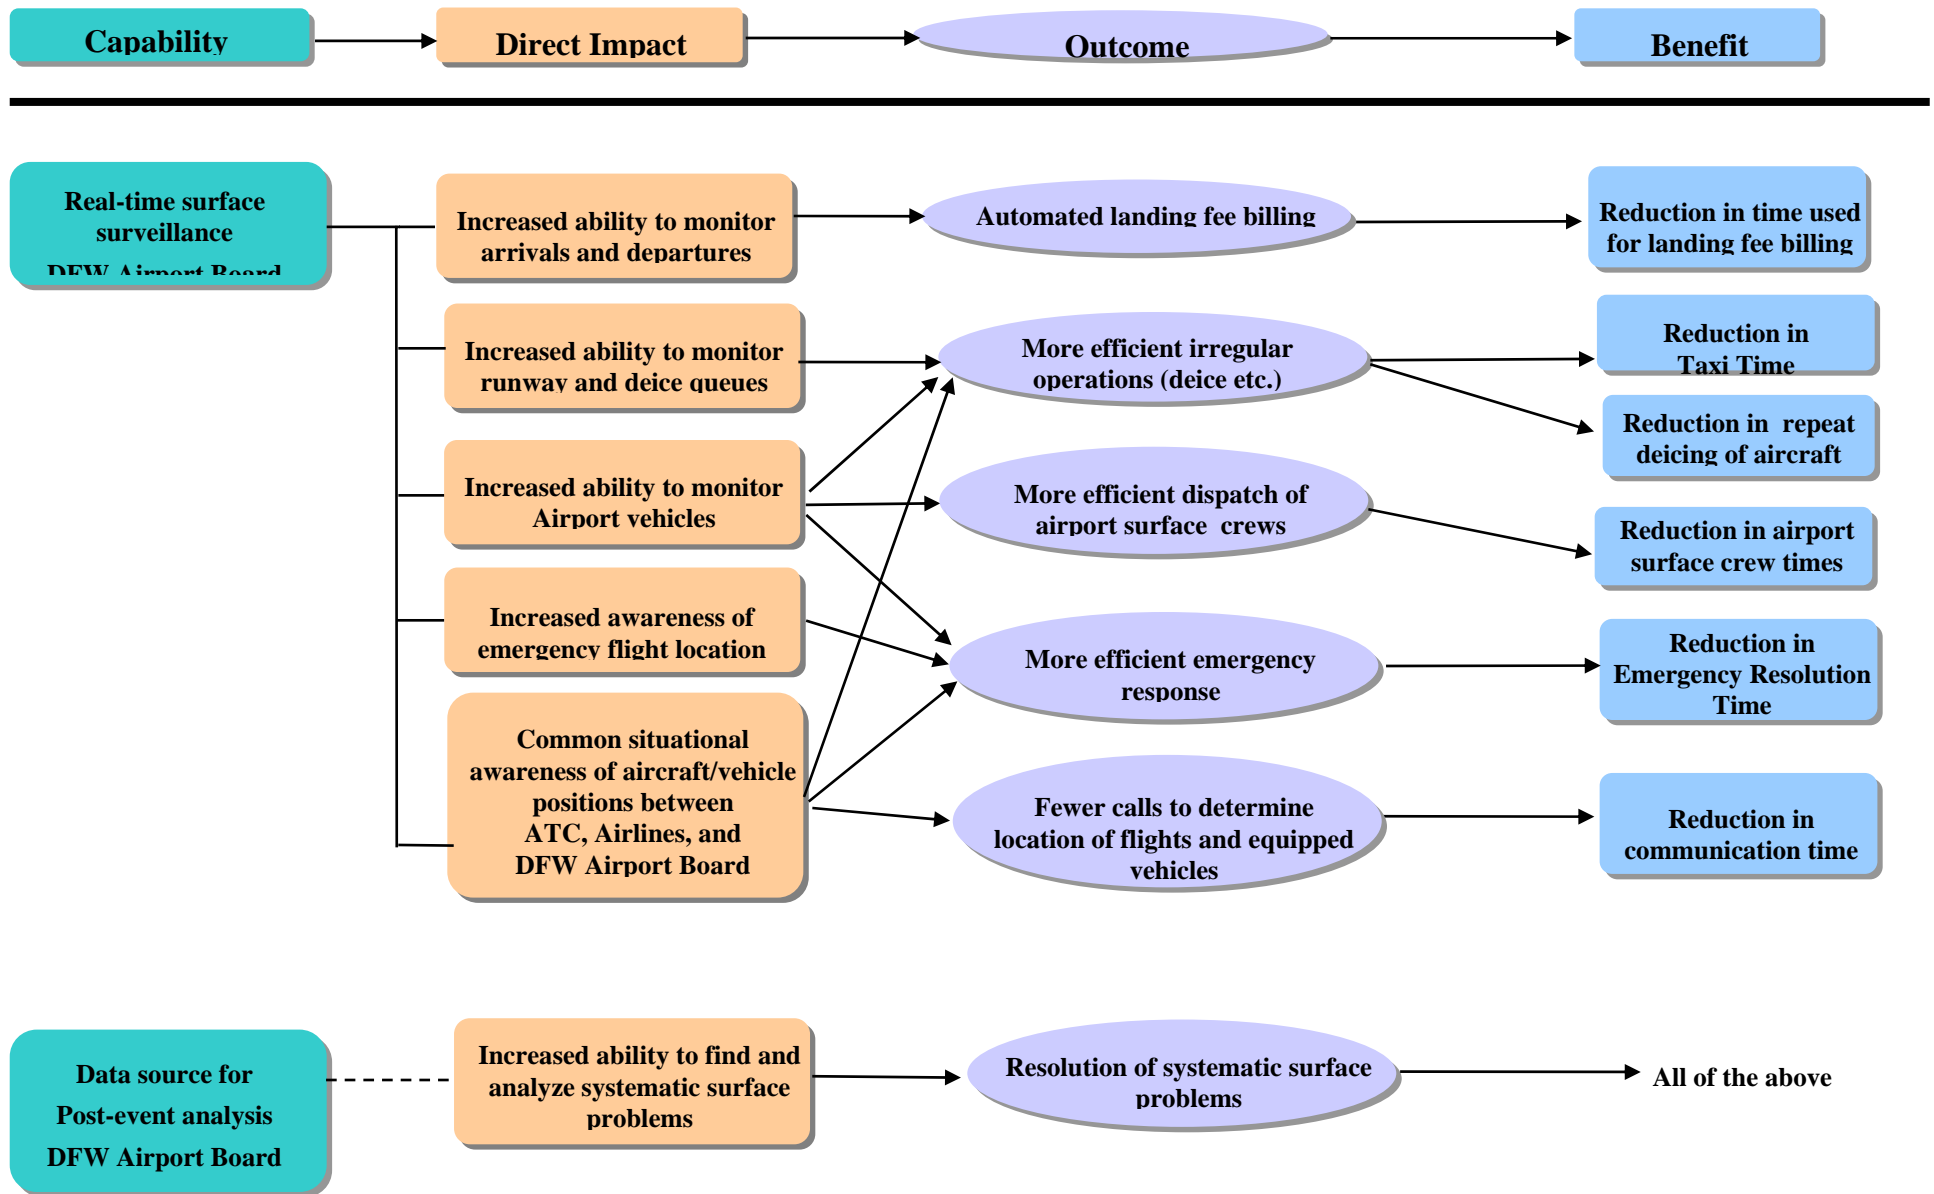 Capability
Direct Impact
Outcome
Benefit
Real-time surface
surveillance
DFW Airport Board
Increased ability to monitor
arrivals and departures
Automated landing fee billing
Reduction in time used
for landing fee billing
Increased ability to monitor
runway and deice queues
More efficient irregular
operations (deice etc.)
Reduction in
Taxi Time
Reduction in repeat
deicing of aircraft
Increased ability to monitor
Airport vehicles
More efficient dispatch of
airport surface crews
Reduction in airport
surface crew times
Increased awareness of
emergency flight location
More efficient emergency
response
Reduction in
Emergency Resolution
Time
Common situational
awareness of aircraft/vehicle
positions between
ATC, Airlines, and
DFW Airport Board
Fewer calls to determine
location of flights and equipped
vehicles
Reduction in
communication time
Data source for
Post-event analysis
DFW Airport Board
Increased ability to find and
analyze systematic surface
problems
Resolution of systematic surface
problems
All of the above